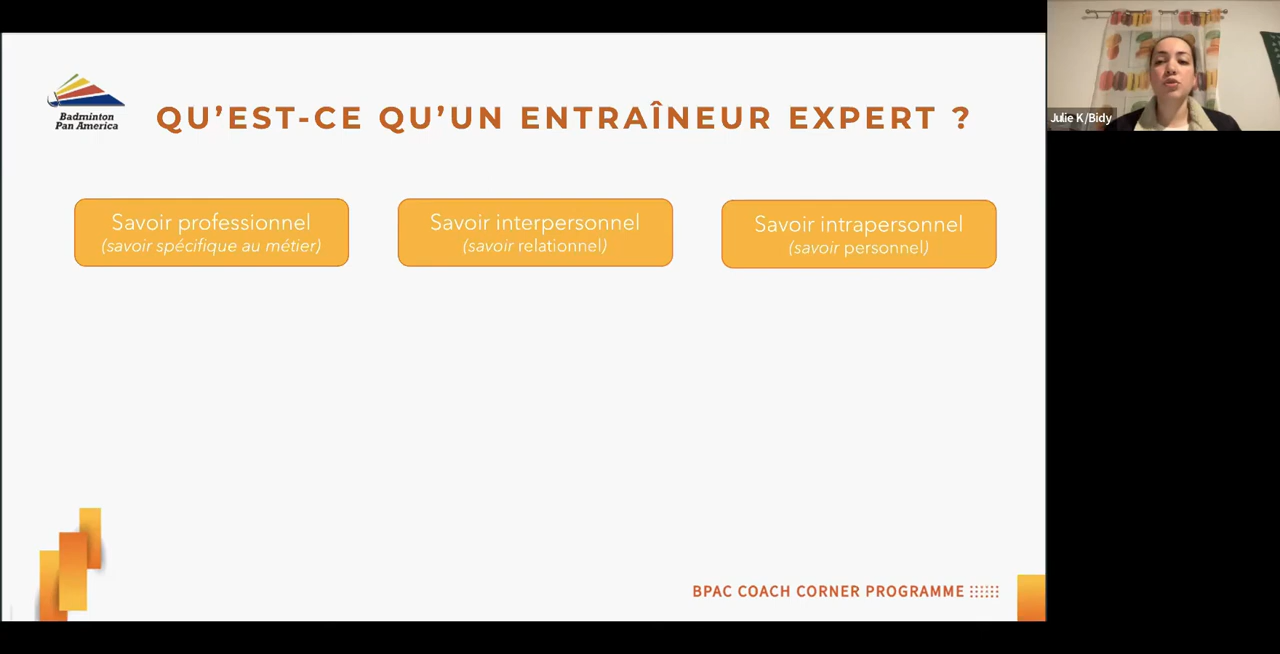 Badminton
Pan America
QU’EST-CE QU’UN ENTRAÎNEUR EXPERT ?
Savoir professionnel
(savoir spécifique au métier)
Savoir interpersonnel
(savoir relationnel)
Savoir intrapersonnel
(savoir personnel)
BPAC COACH CORNER PROGRAMME
Julie K/Bidy